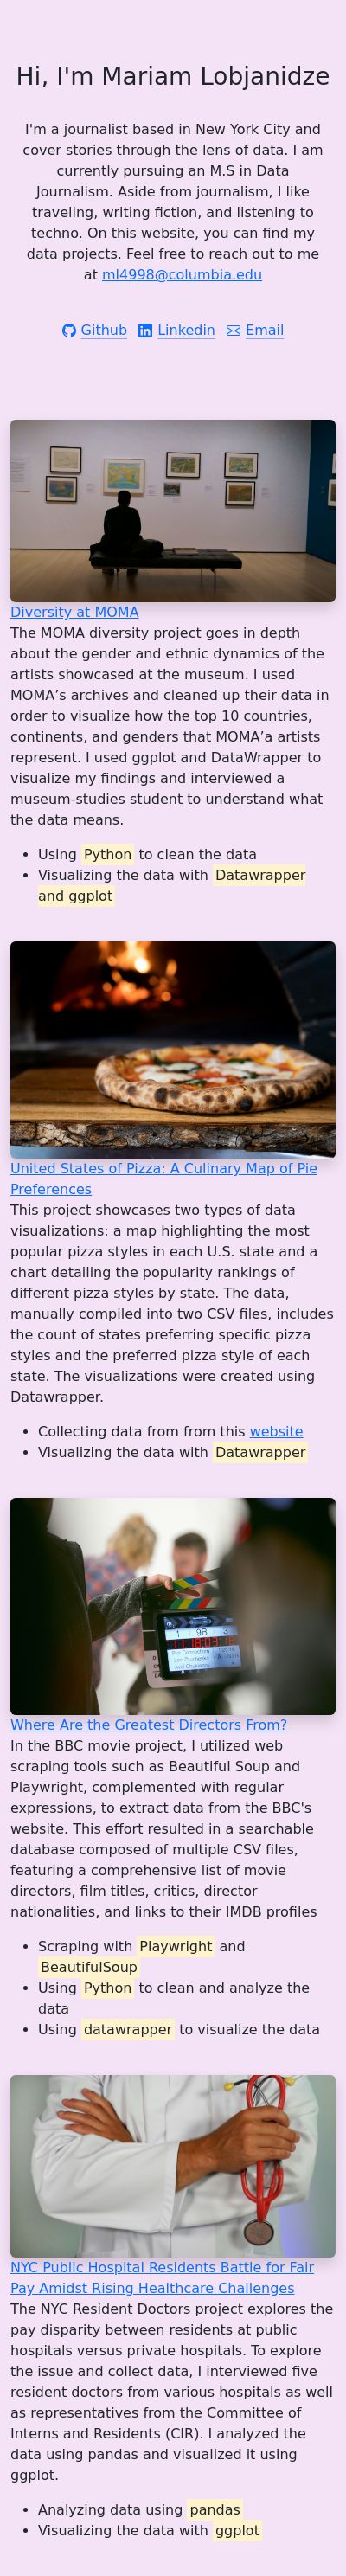 Hi, I'm Mariam Lobjanidze
I'm a journalist based in New York City and
cover stories through the lens of data. I am
currently pursuing an M.S in Data
Journalism. Aside from journalism, I like
traveling, writing fiction, and listening to
techno. On this website, you can find my
data projects. Feel free to reach out to me
at ml4998@columbia.edu
Github Linkedin Email
Diversity at MOMA
The MOMA diversity project goes in depth
about the gender and ethnic dynamics of the
artists showcased at the museum. I used
MOMA’s archives and cleaned up their data in
order to visualize how the top 10 countries,
continents, and genders that MOMA’a artists
represent. I used ggplot and DataWrapper to
visualize my findings and interviewed a
museum-studies student to understand what
the data means.
• Using Python to clean the data
• Visualizing the data with Datawrapper
and ggplot
United States of Pizza: A Culinary Map of Pie
Preferences
This project showcases two types of data
visualizations: a map highlighting the most
popular pizza styles in each U.S. state and a
chart detailing the popularity rankings of
different pizza styles by state. The data,
manually compiled into two CSV files, includes
the count of states preferring specific pizza
styles and the preferred pizza style of each
state. The visualizations were created using
Datawrapper.
• Collecting data from from this website
• Visualizing the data with Datawrapper
1 9B 3
Where Are the Greatest Directors From?
In the BBC movie project, I utilized web
scraping tools such as Beautiful Soup and
Playwright, complemented with regular
expressions, to extract data from the BBC's
website. This effort resulted in a searchable
database composed of multiple CSV files,
featuring a comprehensive list of movie
directors, film titles, critics, director
nationalities, and links to their IMDB profiles
• Scraping with Playwright and
BeautifulSoup
• Using Python to clean and analyze the
data
• Using datawrapper to visualize the data
NYC Public Hospital Residents Battle for Fair
Pay Amidst Rising Healthcare Challenges
The NYC Resident Doctors project explores the
pay disparity between residents at public
hospitals versus private hospitals. To explore
the issue and collect data, I interviewed five
resident doctors from various hospitals as well
as representatives from the Committee of
Interns and Residents (CIR). I analyzed the
data using pandas and visualized it using
ggplot.
• Analyzing data using pandas
• Visualizing the data with ggplot